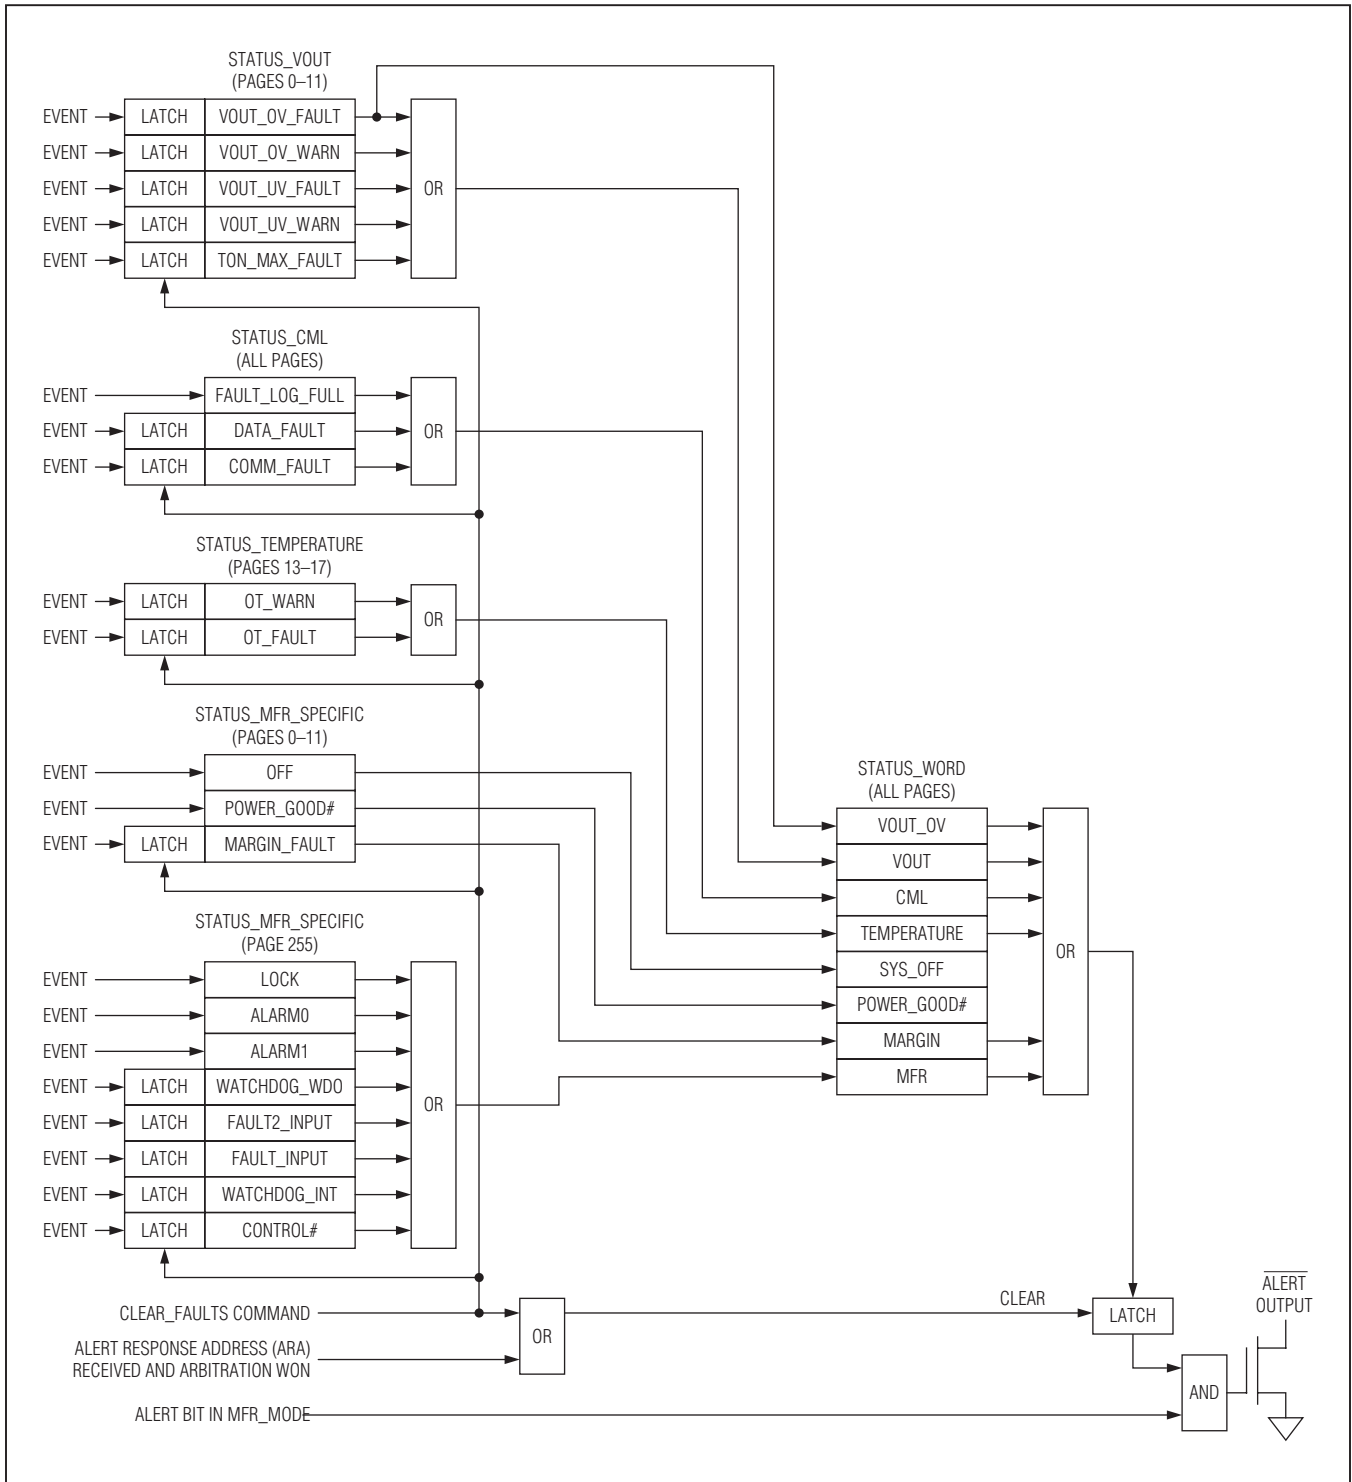 STATUS_VOUT
(PAGES 0–11)
EVENT LATCH VOUT_OV_FAULT
EVENT LATCH VOUT_OV_WARN
EVENT LATCH VOUT_UV_FAULT OR
EVENT LATCH VOUT_UV_WARN
EVENT LATCH TON_MAX_FAULT
STATUS_CML
(ALL PAGES)
EVENT FAULT_LOG_FULL
EVENT LATCH DATA_FAULT OR
EVENT LATCH COMM_FAULT
STATUS_TEMPERATURE
(PAGES 13–17)
EVENT LATCH OT_WARN
OR
EVENT LATCH OT_FAULT
STATUS_MFR_SPECIFIC
(PAGES 0–11)
EVENT OFF
EVENT POWER_GOOD#
EVENT LATCH MARGIN_FAULT
STATUS_MFR_SPECIFIC
(PAGE 255)
EVENT LOCK
EVENT ALARM0
EVENT ALARM1
EVENT LATCH WATCHDOG_WDO
OR
EVENT LATCH FAULT2_INPUT
EVENT LATCH FAULT_INPUT
EVENT LATCH WATCHDOG_INT
EVENT LATCH CONTROL#
STATUS_WORD
(ALL PAGES)
VOUT_OV
VOUT
CML
TEMPERATURE
OR
SYS_OFF
POWER_GOOD#
MARGIN
MFR
CLEAR_FAULTS COMMAND
OR
ALERT RESPONSE ADDRESS (ARA)
RECEIVED AND ARBITRATION WON
CLEAR
LATCH
ALERT
OUTPUT
AND
ALERT BIT IN MFR_MODE